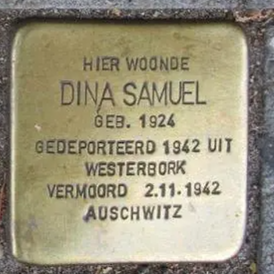 HIER WOONDE
DINA SAMUEL
GEB. 1924
GEDEPORTEERD 1942 UIT
WESTERBORK
VERMOORD 2.11.1942
AUSCHWITZ